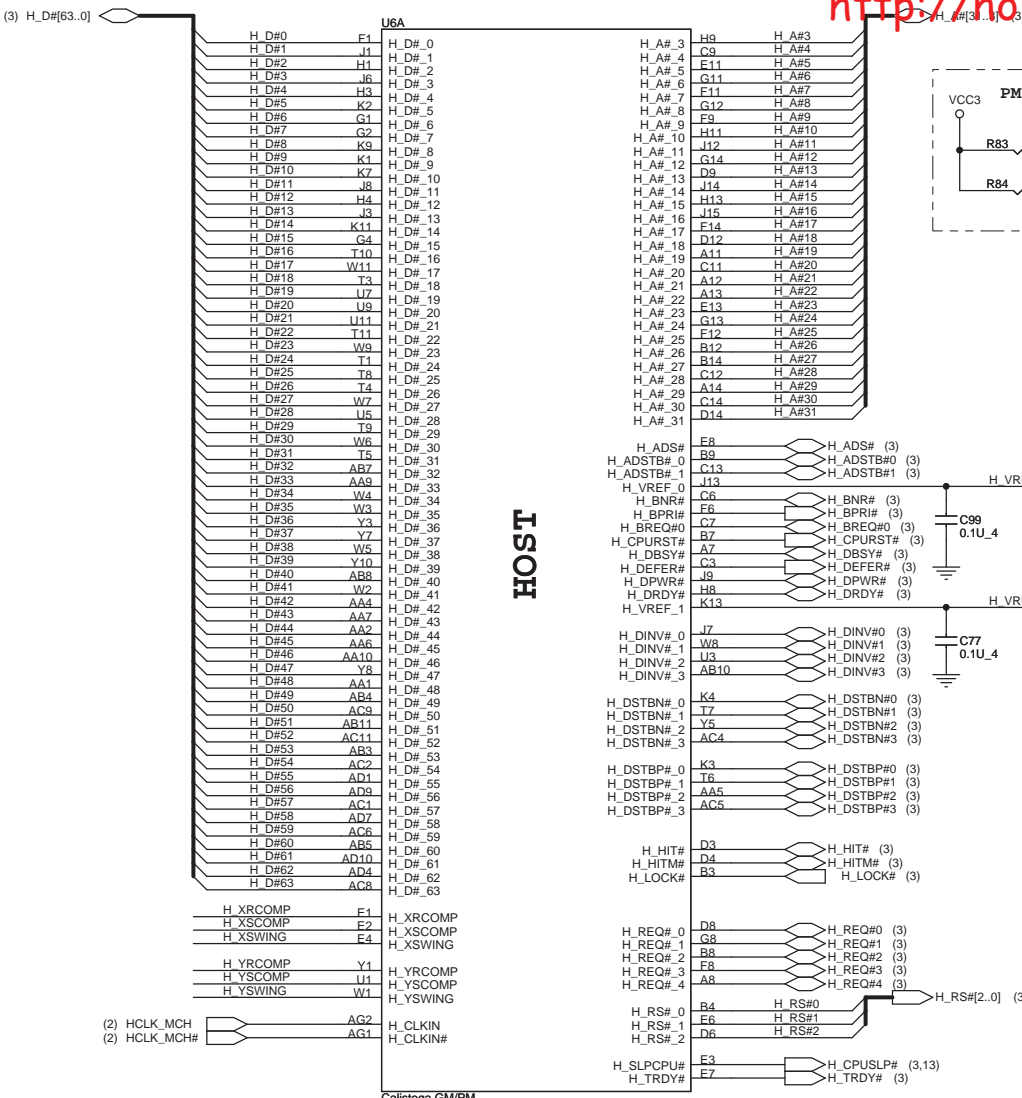 (3) H_D#[63..0]
U6A
http://ho
PM
VCC3
R83
R84
H_D#0 F1 H_D#_0
H_D#1 J1 H_D#_1
H_D#2 H1 H_D#_2
H_D#3 J6 H_D#_3
H_D#4 H3 H_D#_4
H_D#5 K2 H_D#_5
H_D#6 G1 H_D#_6
H_D#7 G2 H_D#_7
H_D#8 K9 H_D#_8
H_D#9 K1 H_D#_9
H_D#10 K7 H_D#_10
H_D#11 J8 H_D#_11
H_D#12 H4 H_D#_12
H_D#13 J3 H_D#_13
H_D#14 K11 H_D#_14
H_D#15 G4 H_D#_15
H_D#16 T10 H_D#_16
H_D#17 W11 H_D#_17
H_D#18 T3 H_D#_18
H_D#19 U7 H_D#_19
H_D#20 U9 H_D#_20
H_D#21 U11 H_D#_21
H_D#22 T11 H_D#_22
H_D#23 W9 H_D#_23
H_D#24 T1 H_D#_24
H_D#25 T8 H_D#_25
H_D#26 T4 H_D#_26
H_D#27 W7 H_D#_27
H_D#28 U5 H_D#_28
H_D#29 T9 H_D#_29
H_D#30 W6 H_D#_30
H_D#31 T5 H_D#_31
H_D#32 AB7 H_D#_32
H_D#33 AA9 H_D#_33
H_D#34 W4 H_D#_34
H_D#35 W3 H_D#_35
H_D#36 Y3 H_D#_36
H_D#37 Y7 H_D#_37
H_D#38 W5 H_D#_38
H_D#39 Y10 H_D#_39
H_D#40 AB8 H_D#_40
H_D#41 W2 H_D#_41
H_D#42 AA4 H_D#_42
H_D#43 AA7 H_D#_43
H_D#44 AA2 H_D#_44
H_D#45 AA6 H_D#_45
H_D#46 AA10 H_D#_46
H_D#47 Y8 H_D#_47
H_D#48 AA1 H_D#_48
H_D#49 AB4 H_D#_49
H_D#50 AC9 H_D#_50
H_D#51 AB11 H_D#_51
H_D#52 AC11 H_D#_52
H_D#53 AB3 H_D#_53
H_D#54 AC2 H_D#_54
H_D#55 AD1 H_D#_55
H_D#56 AD9 H_D#_56
H_D#57 AC1 H_D#_57
H_D#58 AD7 H_D#_58
H_D#59 AC6 H_D#_59
H_D#60 AB5 H_D#_60
H_D#61 AD10 H_D#_61
H_D#62 AD4 H_D#_62
H_D#63 AC8 H_D#_63
H_XRCOMP E1 H_XRCOMP
H_XSCOMP E2 H_XSCOMP
H_XSWING E4 H_XSWING
H_YRCOMP Y1 H_YRCOMP
H_YSCOMP U1 H_YSCOMP
H_YSWING W1 H_YSWING
(2) HCLK_MCH AG2 H_CLKIN
(2) HCLK_MCH# AG1 H_CLKIN#
HOST
H_A#_3 H9 H_A#3
H_A#_4 C9 H_A#4
H_A#_5 E11 H_A#5
H_A#_6 G11 H_A#6
H_A#_7 F11 H_A#7
H_A#_8 G12 H_A#8
H_A#_9 F9 H_A#9
H_A#_10 H11 H_A#10
H_A#_11 J12 H_A#11
H_A#_12 G14 H_A#12
H_A#_13 D9 H_A#13
H_A#_14 J14 H_A#14
H_A#_15 H13 H_A#15
H_A#_16 J15 H_A#16
H_A#_17 F14 H_A#17
H_A#_18 D12 H_A#18
H_A#_19 A11 H_A#19
H_A#_20 C11 H_A#20
H_A#_21 A12 H_A#21
H_A#_22 A13 H_A#22
H_A#_23 E13 H_A#23
H_A#_24 G13 H_A#24
H_A#_25 F12 H_A#25
H_A#_26 B12 H_A#26
H_A#_27 B14 H_A#27
H_A#_28 C12 H_A#28
H_A#_29 A14 H_A#29
H_A#_30 C14 H_A#30
H_A#_31 D14 H_A#31
H_ADS# E8 H_ADS# (3)
H_ADSTB#_0 B9 H_ADSTB#0 (3)
H_ADSTB#_1 C13 H_ADSTB#1 (3)
H_VREF_0 J13
H_BNR# C6 H_BNR# (3)
H_BPRI# F6 H_BPRI# (3)
H_BREQ#0 C7 H_BREQ#0 (3)
H_CPURST# B7 H_CPURST# (3)
H_DBSY# A7 H_DBSY# (3)
H_DEFER# C3 H_DEFER# (3)
H_DPWR# J9 H_DPWR# (3)
H_DRDY# H8 H_DRDY# (3)
H_VREF_1 K13
C99
0.1U_4
C77
0.1U_4
H_DINV#_0 J7 H_DINV#0 (3)
H_DINV#_1 W8 H_DINV#1 (3)
H_DINV#_2 U3 H_DINV#2 (3)
H_DINV#_3 AB10 H_DINV#3 (3)
H_DSTBN#_0 K4 H_DSTBN#0 (3)
H_DSTBN#_1 T7 H_DSTBN#1 (3)
H_DSTBN#_2 Y5 H_DSTBN#2 (3)
H_DSTBN#_3 AC4 H_DSTBN#3 (3)
H_DSTBP#_0 K3 H_DSTBP#0 (3)
H_DSTBP#_1 T6 H_DSTBP#1 (3)
H_DSTBP#_2 AA5 H_DSTBP#2 (3)
H_DSTBP#_3 AC5 H_DSTBP#3 (3)
H_HIT# D3 H_HIT# (3)
H_HITM# D4 H_HITM# (3)
H_LOCK# B3 H_LOCK# (3)
H_REQ#_0 D8 H_REQ#0 (3)
H_REQ#_1 G8 H_REQ#1 (3)
H_REQ#_2 B8 H_REQ#2 (3)
H_REQ#_3 F8 H_REQ#3 (3)
H_REQ#_4 A8 H_REQ#4 (3)
H_RS#_0 B4 H_RS#0
H_RS#_1 E6 H_RS#1
H_RS#_2 D6 H_RS#2
H_RS#[2..0]
H_SLPCPU# E3 H_CPUSLP# (3,13)
H_TRDY# E7 H_TRDY# (3)
Calistoga GM/PM